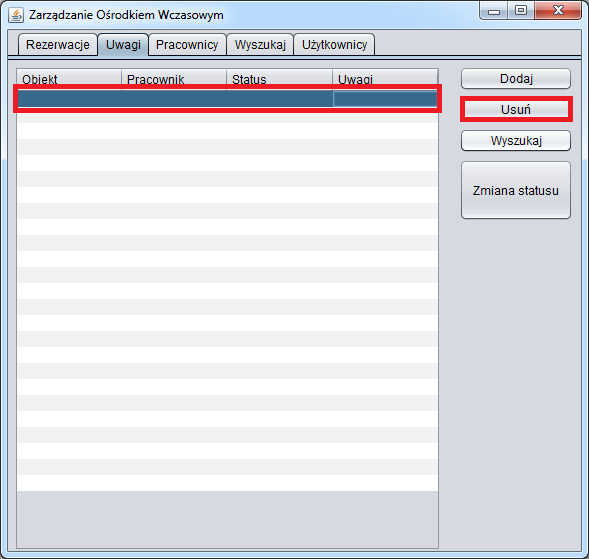 Zarządzanie Ośrodkiem Wczasowym
Rezerwacje Uwagi Pracownicy Wyszukaj Użytkownicy
Obiekt Pracownik Status Uwagi
Dodaj
Usuń
Wyszukaj
Zmiana statusu